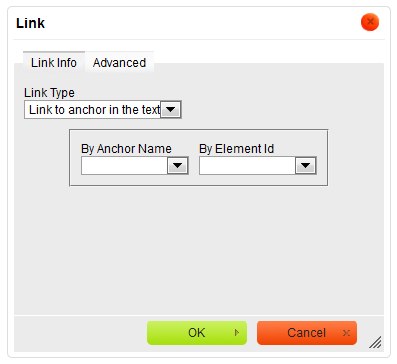 Link
Link Info Advanced
Link Type
Link to anchor in the text
By Anchor Name By Element Id
OK Cancel